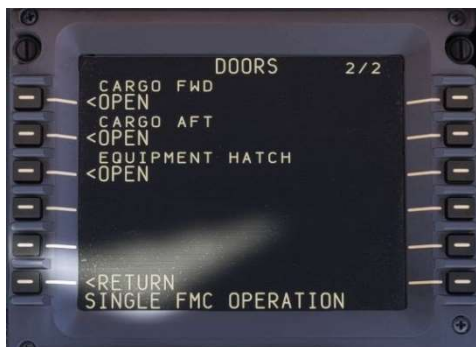 DOORS 2/2
CARGO FWD
<OPEN
CARGO AFT
<OPEN
EQUIPMENT HATCH
<OPEN
<RETURN
SINGLE FMC OPERATION